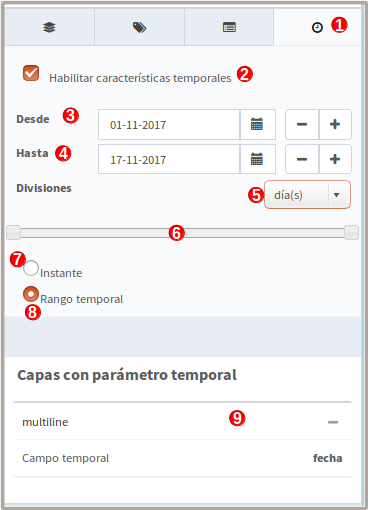 1
Habilitar características temporales 2
Desde 3 01-11-2017
Hasta 4 17-11-2017
Divisiones 5 día(s)
6
7 Instante
Rango temporal
8
Capas con parámetro temporal
multiline 9
Campo temporal fecha